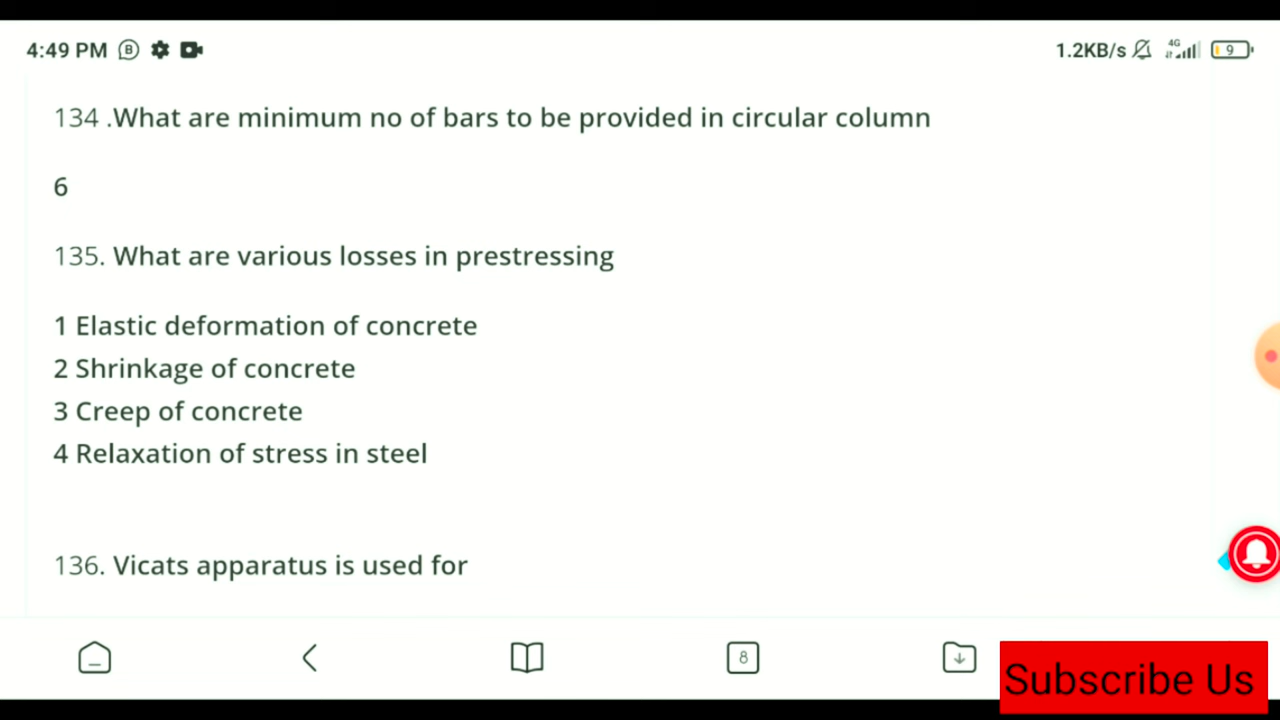 4:49 PM B 1.2KB/s 4G 9
134 .What are minimum no of bars to be provided in circular column
6
135. What are various losses in prestressing
1 Elastic deformation of concrete
2 Shrinkage of concrete
3 Creep of concrete
4 Relaxation of stress in steel
136. Vicats apparatus is used for
8
Subscribe Us